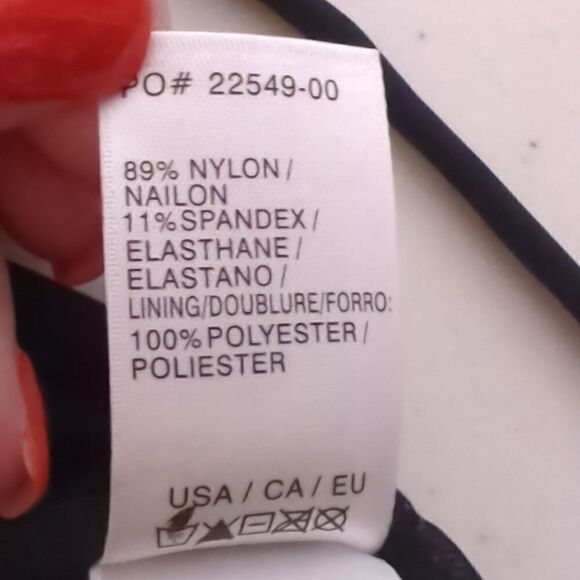 PO# 22549-00
89% NYLON /
NAILON
11% SPANDEX /
ELASTHANE /
ELASTANO /
LINING/DOUBLURE/FORRO:
100% POLYESTER /
POLIESTER
USA / CA / EU